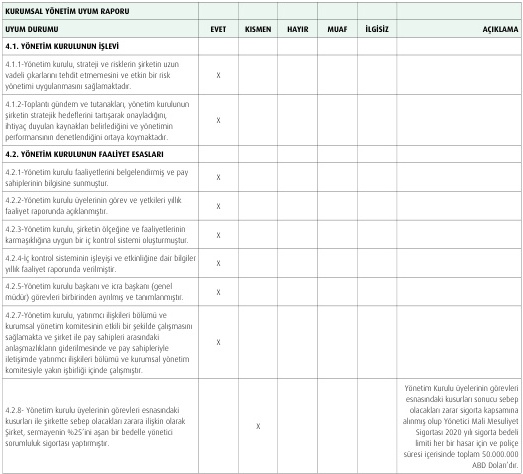 KURUMSAL YÖNETİM UYUM RAPORU
UYUM DURUMU EVET KISMEN HAYIR MUAF İLGİSİZ AÇIKLAMA
4.1. YÖNETİM KURULUNUN İŞLEVİ
4.1.1-Yönetim kurulu, strateji ve risklerin şirketin uzun
vadeli çıkarlarını tehdit etmemesini ve etkin bir risk
yönetimi uygulanmasını sağlamaktadır.
X
4.1.2-Toplantı gündem ve tutanakları, yönetim kurulunun
şirketin stratejik hedeflerini tartışarak onayladığını,
ihtiyaç duyulan kaynakları belirlediğini ve yönetimin
performansının denetlendiğini ortaya koymaktadır.
X
4.2. YÖNETİM KURULUNUN FAALİYET ESASLARI
4.2.1-Yönetim kurulu faaliyetlerini belgelendirmiş ve pay
sahiplerinin bilgisine sunmuştur.
X
4.2.2-Yönetim kurulu üyelerinin görev ve yetkileri yıllık
faaliyet raporunda açıklanmıştır.
X
4.2.3-Yönetim kurulu, şirketin ölçeğine ve faaliyetlerinin
karmaşıklığına uygun bir iç kontrol sistemi oluşturmuştur.
X
4.2.4-İç kontrol sisteminin işleyişi ve etkinliğine dair bilgiler
yıllık faaliyet raporunda verilmiştir.
X
4.2.5-Yönetim kurulu başkanı ve icra başkanı (genel
müdür) görevleri birbirinden ayrılmış ve tanımlanmıştır.
X
4.2.7-Yönetim kurulu, yatırımcı ilişkileri bölümü ve
kurumsal yönetim komitesinin etkili bir şekilde çalışmasını
sağlamakta ve şirket ile pay sahipleri arasındaki
anlaşmazlıkların giderilmesinde ve pay sahipleriyle
iletişimde yatırımcı ilişkileri bölümü ve kurumsal yönetim
komitesiyle yakın işbirliği içinde çalışmıştır.
X
4.2.8- Yönetim kurulu üyelerinin görevleri esnasındaki
kusurları ile şirkette sebep olacakları zarara ilişkin olarak
Şirket, sermayenin %25'ini aşan bir bedelle yönetici
sorumluluk sigortası yaptırmıştır.
X
Yönetim Kurulu üyelerinin görevleri
esnasındaki kusurları sonucu sebep
olacakları zarar sigorta kapsamına
alınmış olup Yönetici Mali Mesuliyet
Sigortası 2020 yılı sigorta bedeli
limiti her bir hasar için ve poliçe
süresi içerisinde toplam 50.000.000
ABD Doları'dır.